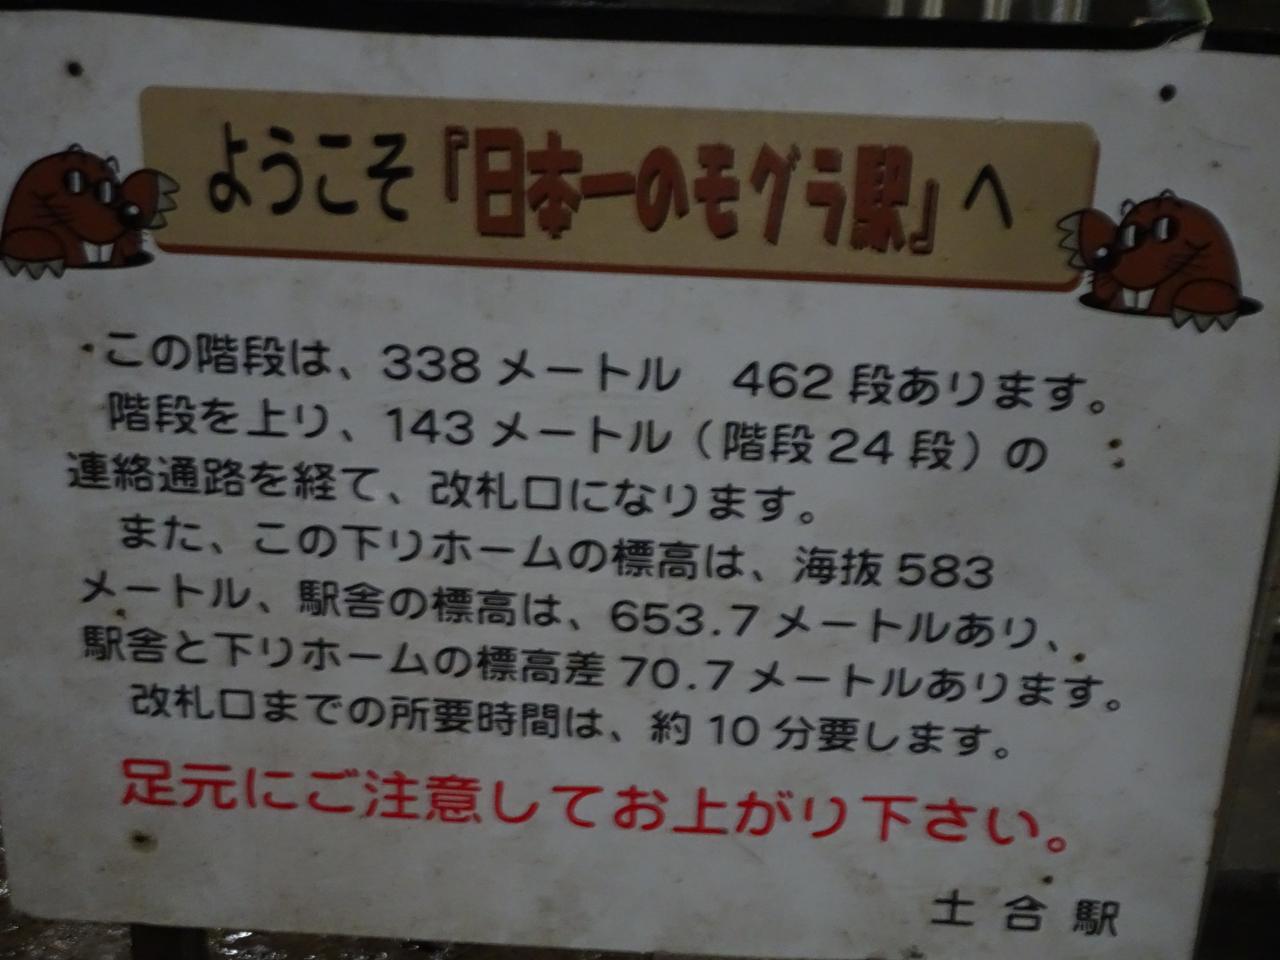 ようこそ『日本一のモグラ駅』へ
この階段は、338メートル　462段あります。
階段を上り、143メートル（階段24段）の
連絡通路を経て、改札口になります。
また、この下りホームの標高は、海抜583
メートル、駅舎の標高は、653.7メートルあり、
駅舎と下りホームの標高差70.7メートルあります。
改札口までの所要時間は、約10分要します。
足元にご注意してお上がり下さい。
土合駅